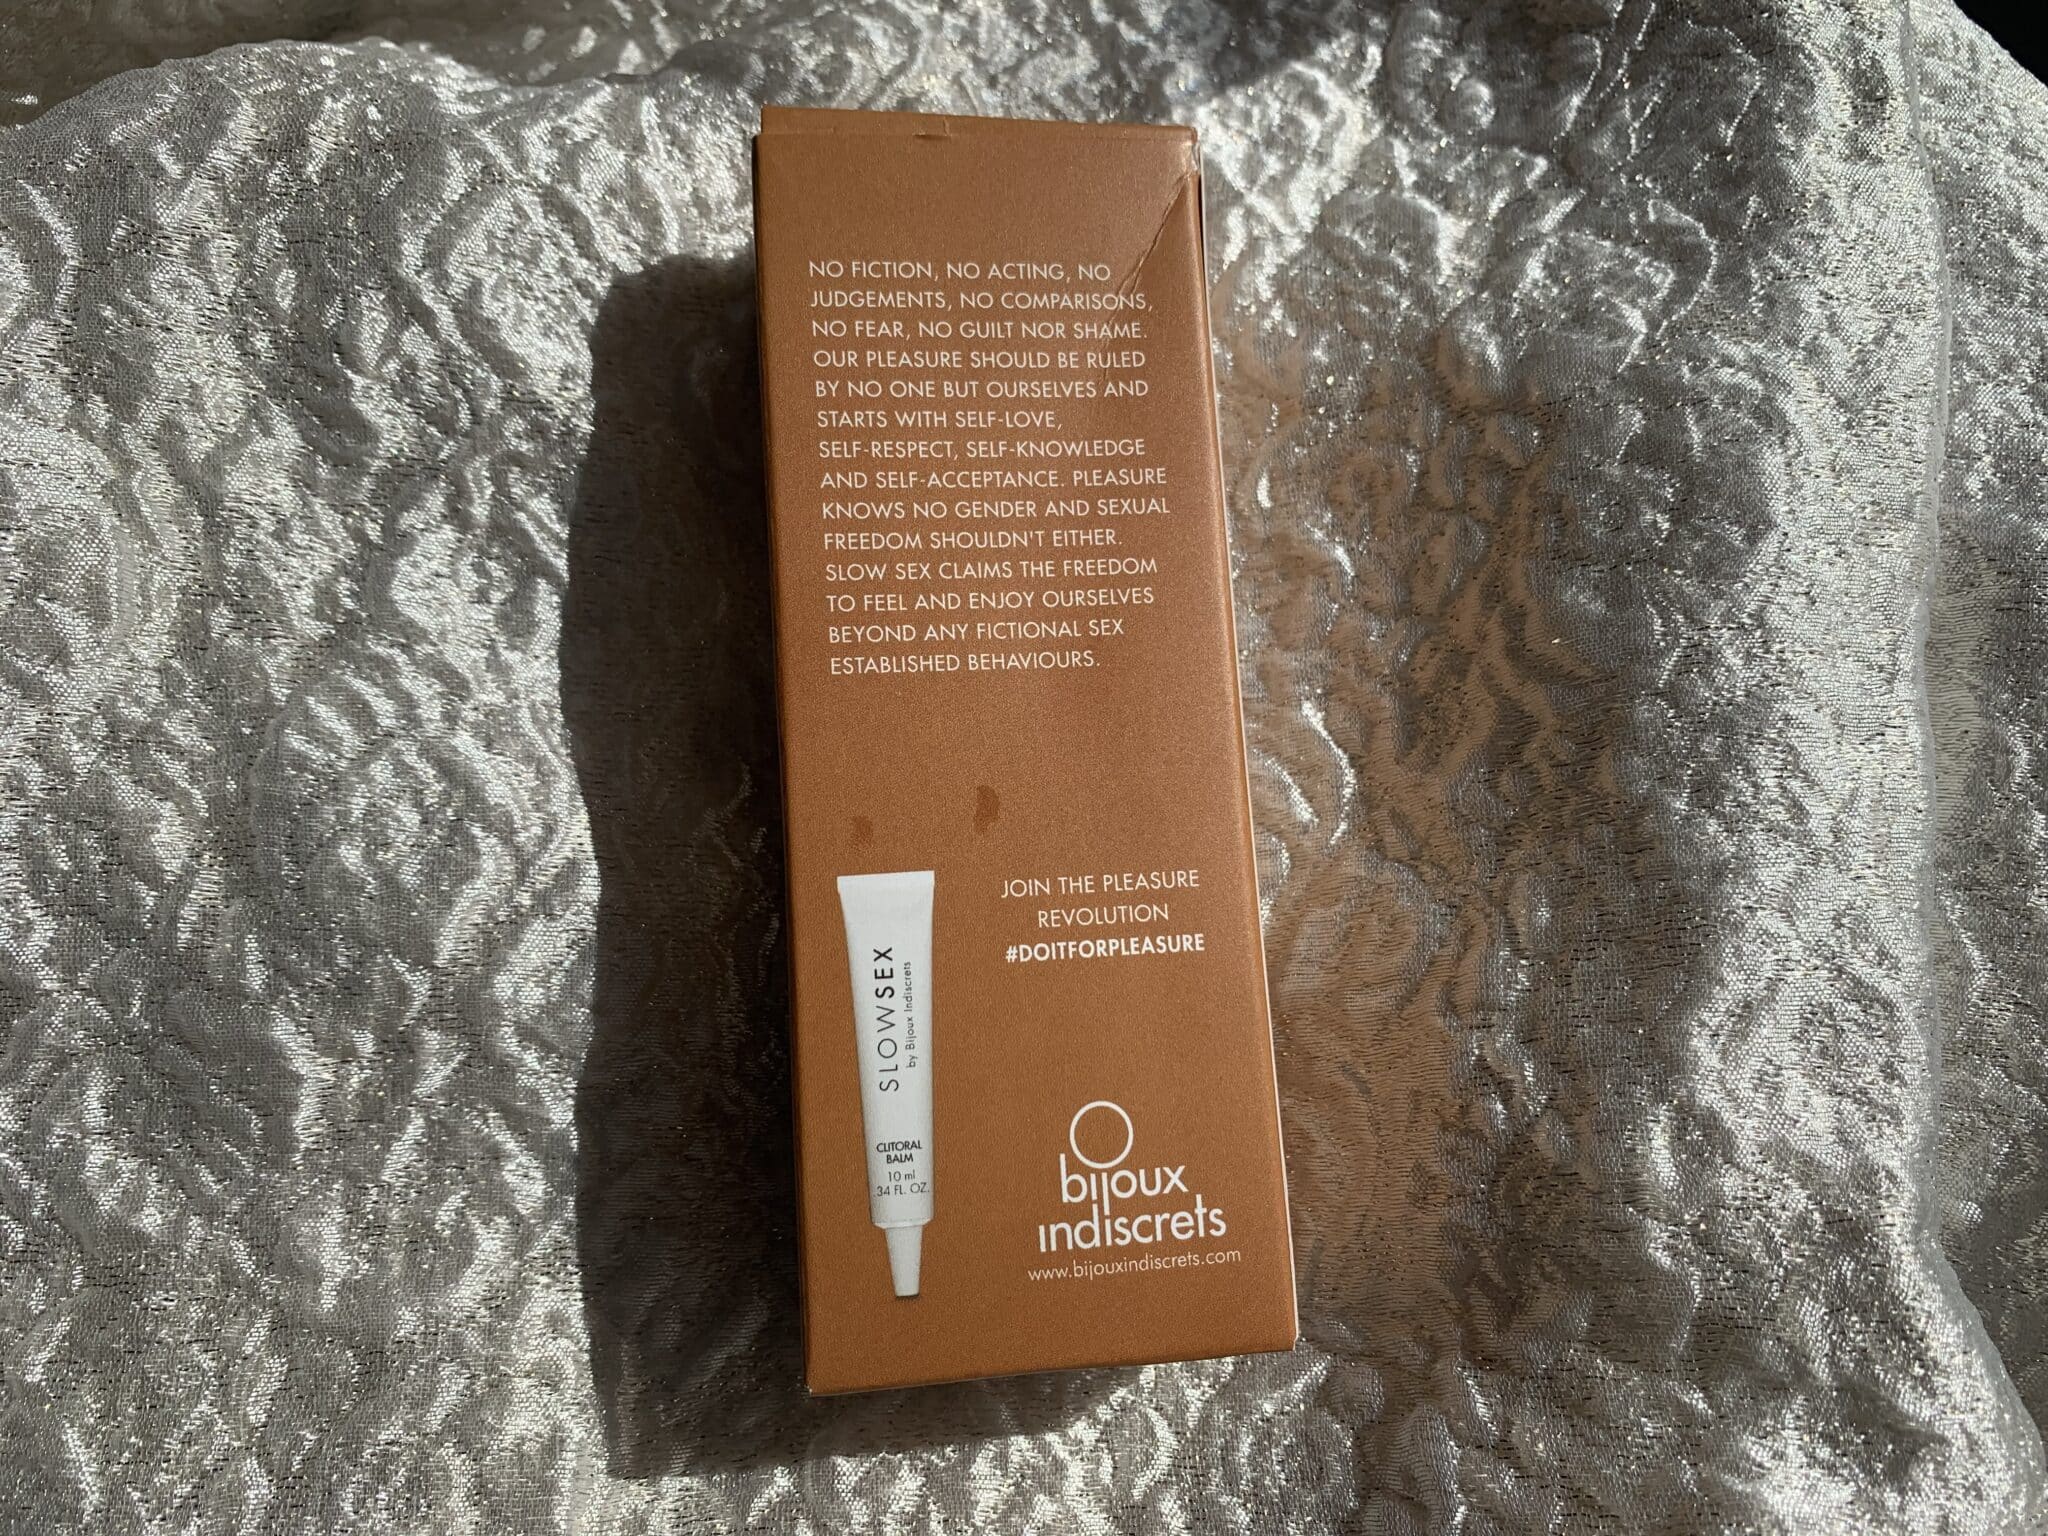 NO FICTION, NO ACTING, NO
JUDGEMENTS, NO COMPARISONS,
NO FEAR, NO GUILT NOR SHAME.
OUR PLEASURE SHOULD BE RULED
BY NO ONE BUT OURSELVES AND
STARTS WITH SELF-LOVE,
SELF-RESPECT, SELF-KNOWLEDGE
AND SELF-ACCEPTANCE. PLEASURE
KNOWS NO GENDER AND SEXUAL
FREEDOM SHOULDN'T EITHER.
SLOW SEX CLAIMS THE FREEDOM
TO FEEL AND ENJOY OURSELVES
BEYOND ANY FICTIONAL SEX
ESTABLISHED BEHAVIOURS.
JOIN THE PLEASURE
REVOLUTION
#DOITFORPLEASURE
SLOWSEX
by Bijoux Indiscrets
CLITORAL
BALM
10 ml
.34 FL. OZ.
bijoux
indiscrets
www.bijouxindiscrets.com